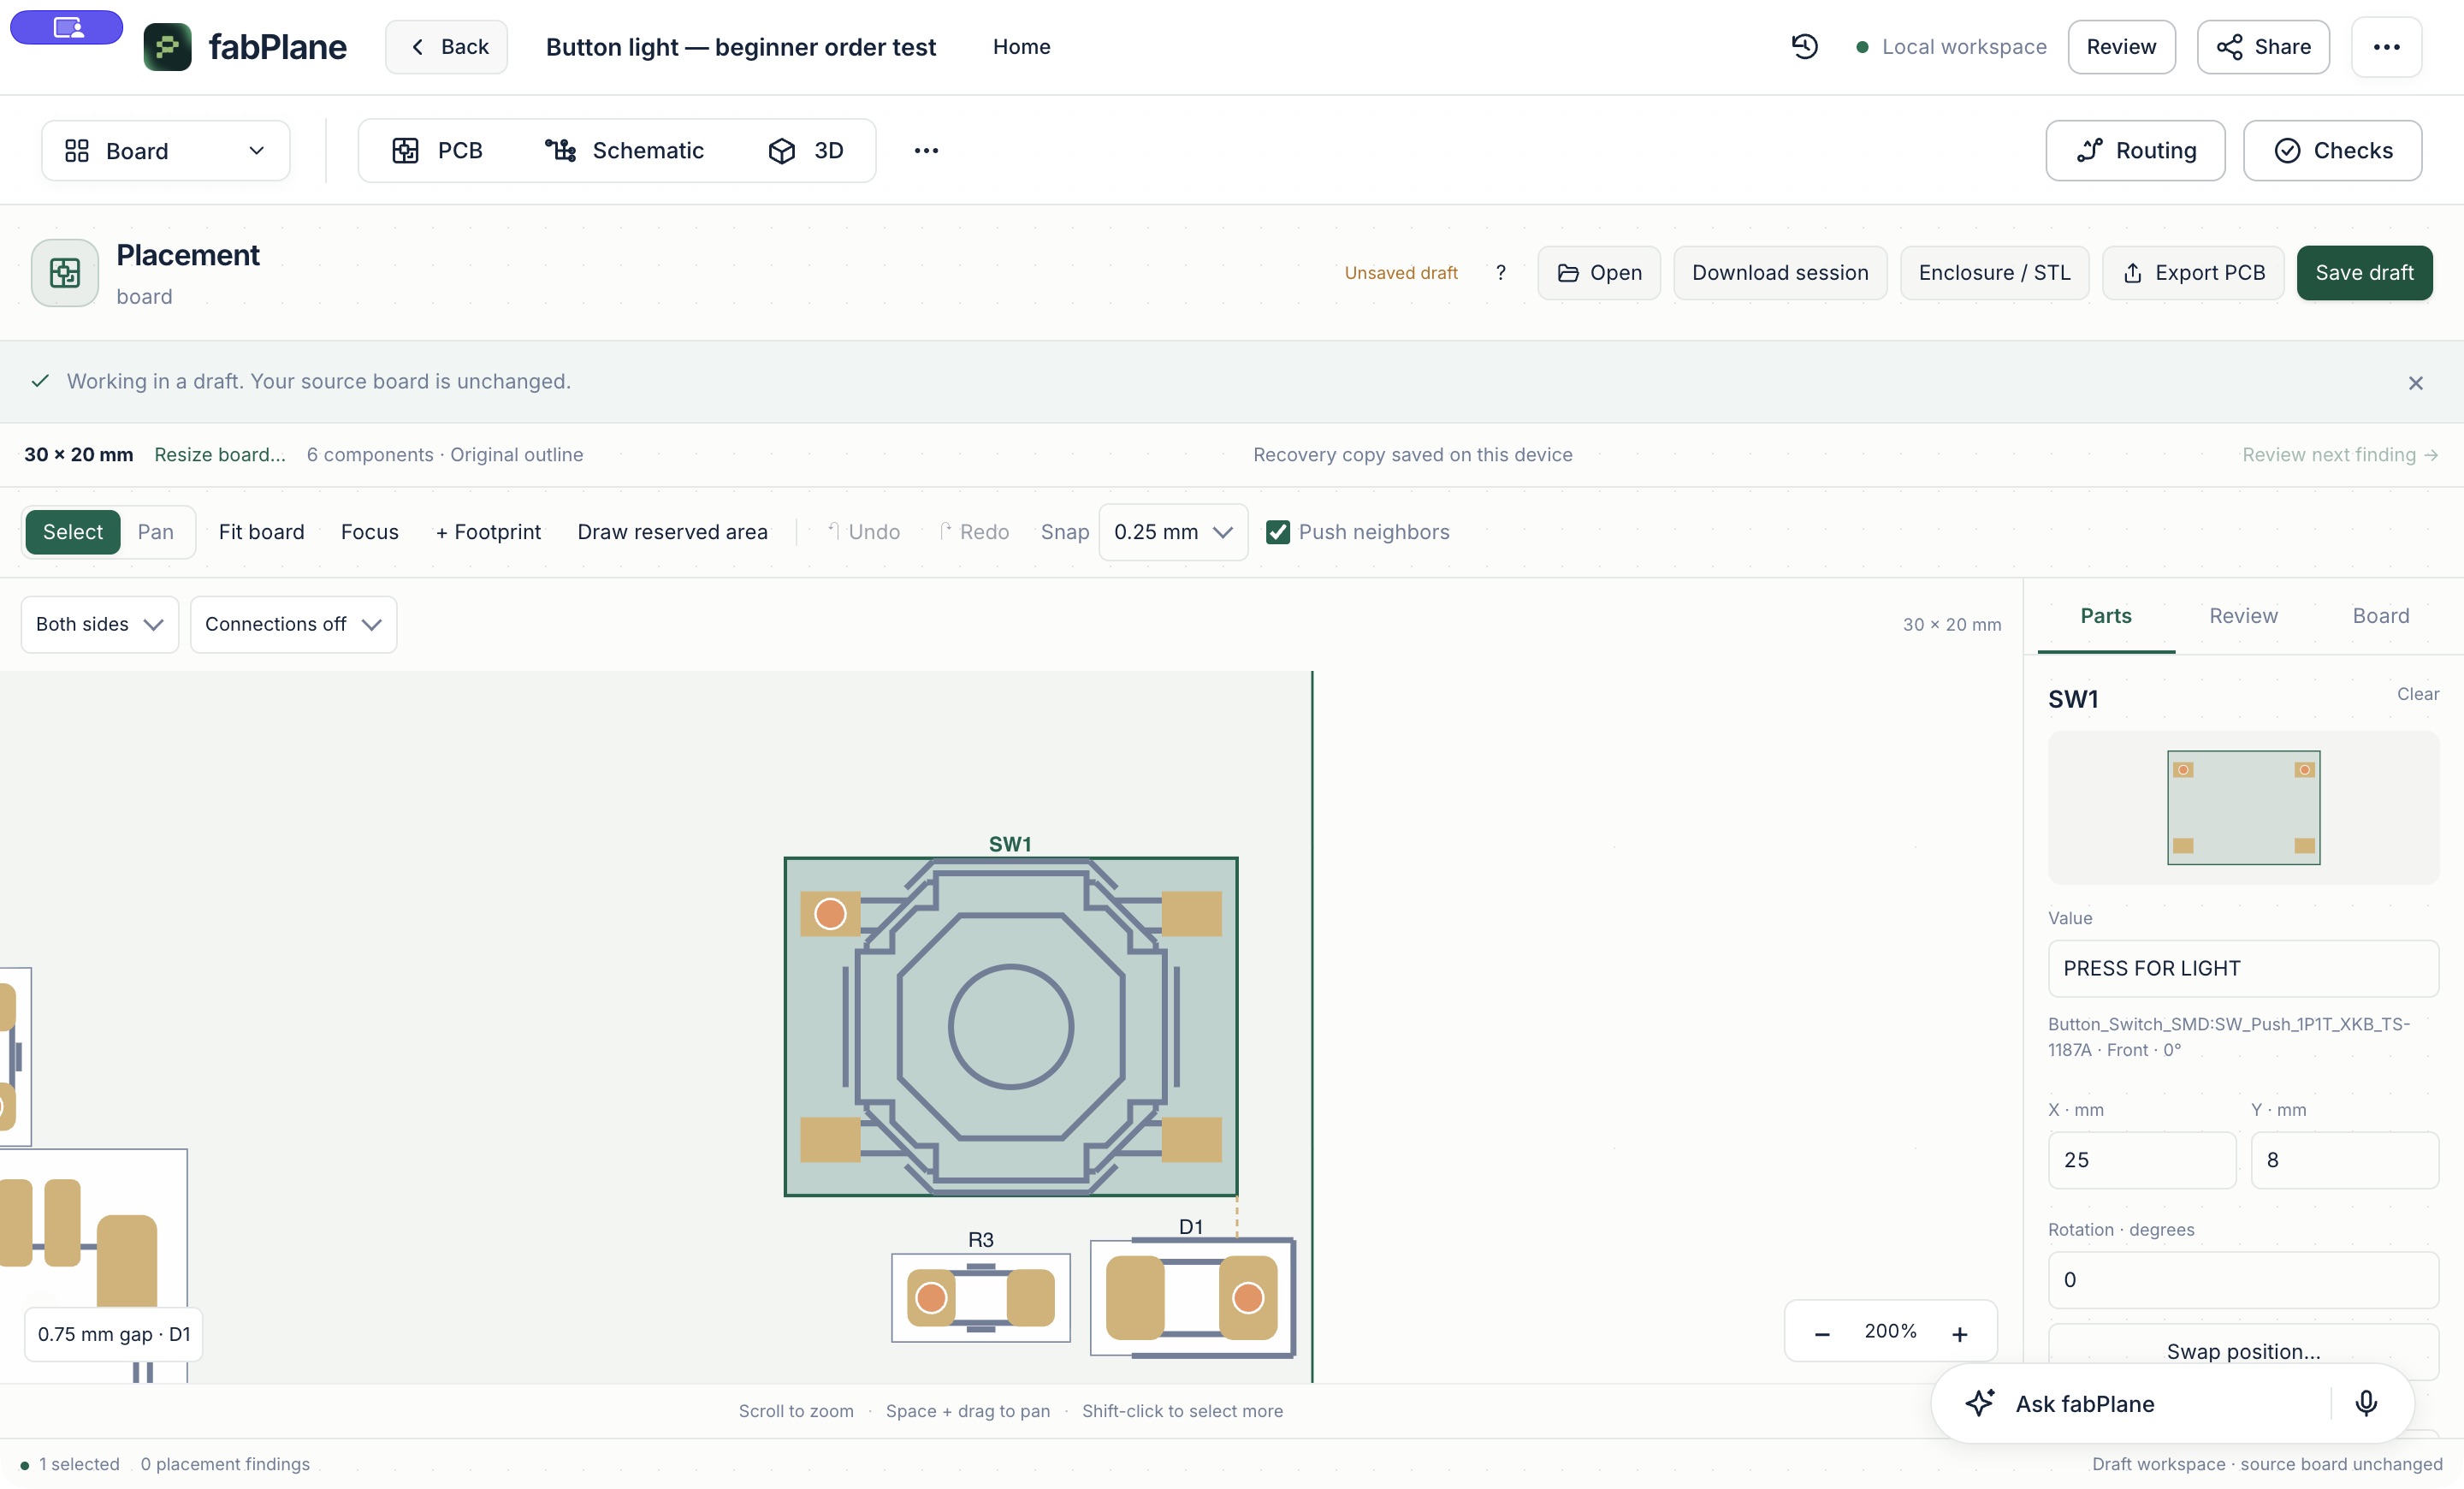 fabPlane
Back
Button light — beginner order test
Home
Local workspace
Review
Share
Board
PCB
Schematic
3D
Routing
Checks
Placement
board
Unsaved draft
?
Open
Download session
Enclosure / STL
Export PCB
Save draft
Working in a draft. Your source board is unchanged.
30 × 20 mm
Resize board...
6 components · Original outline
Recovery copy saved on this device
Review next finding →
Select
Pan
Fit board
Focus
+ Footprint
Draw reserved area
Undo
Redo
Snap
0.25 mm
Push neighbors
Both sides
Connections off
30 × 20 mm
Parts
Review
Board
SW1
Clear
SW1
Value
PRESS FOR LIGHT
Button_Switch_SMD:SW_Push_1P1T_XKB_TS-
1187A · Front · 0°
X · mm
Y · mm
25
8
Rotation · degrees
0
Swap position...
R3
D1
0.75 mm gap · D1
− 200% +
Ask fabPlane
Scroll to zoom · Space + drag to pan · Shift-click to select more
1 selected
0 placement findings
Draft workspace · source board unchanged